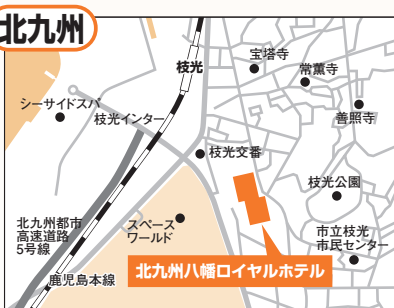 北九州
枝光
宝塔寺
常薫寺
シーサイドスパ
枝光インター
善照寺
枝光交番
枝光公園
北九州都市
高速道路
5号線
スペース
ワールド
市立枝光
市民センター
鹿児島本線
北九州八幡ロイヤルホテル